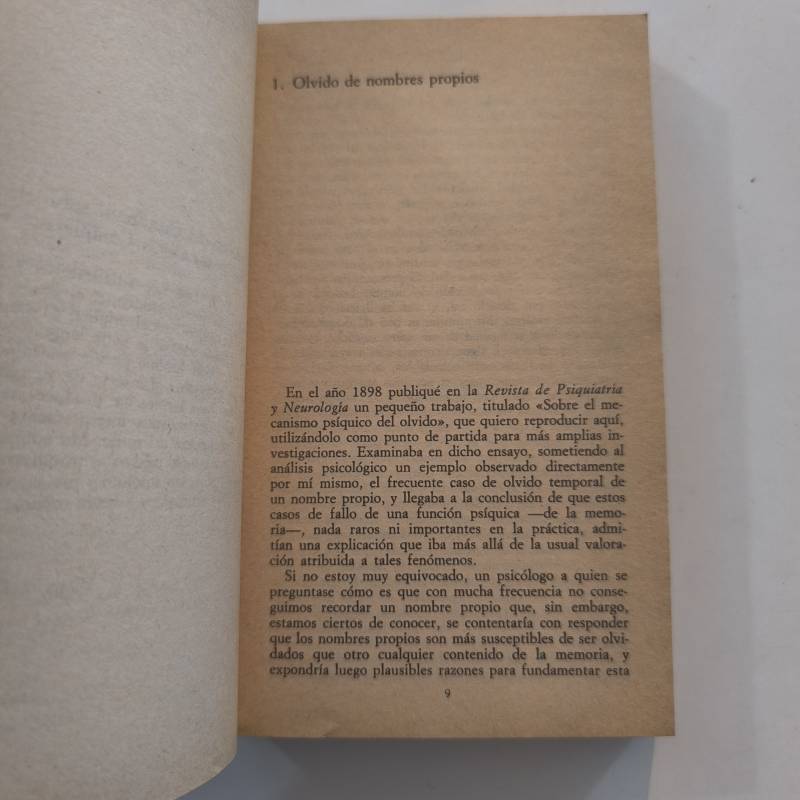 1. Olvido de nombres propios
En el año 1898 publiqué en la Revista de Psiquiatria
y Neurología un pequeño trabajo, titulado «Sobre el me-
canismo psíquico del olvido», que quiero reproducir aquí,
utilizándolo como punto de partida para más amplias in-
vestigaciones. Examinaba en dicho ensayo, sometiendo al
análisis psicológico un ejemplo observado directamente
por mí mismo, el frecuente caso de olvido temporal de
un nombre propio, y llegaba a la conclusión de que estos
casos de fallo de una función psíquica —de la memo-
ria—, nada raros ni importantes en la práctica, admi-
tían una explicación que iba más allá de la usual valora-
ción atribuida a tales fenómenos.
Si no estoy muy equivocado, un psicólogo a quien se
preguntase cómo es que con mucha frecuencia no conse-
guimos recordar un nombre propio que, sin embargo,
estamos ciertos de conocer, se contentaría con responder
que los nombres propios son más susceptibles de ser olvi-
dados que otro cualquier contenido de la memoria, y
expondría luego plausibles razones para fundamentar esta
9